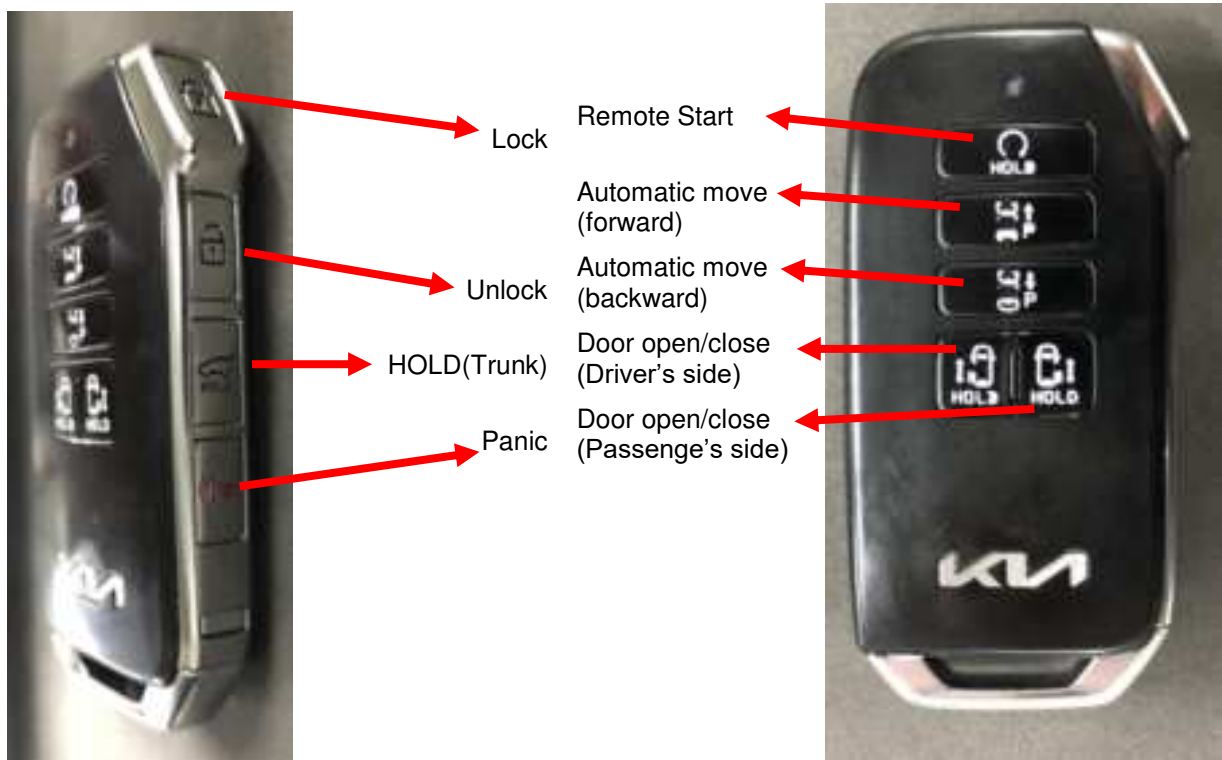 Lock
Unlock
HOLD(Trunk)
Panic
Remote Start
Automatic move
(forward)
Automatic move
(backward)
Door open/close
(Driver's side)
Door open/close
(Passenge's side)
HOLD
P
P
HOLD HOLD
KIA
KIA